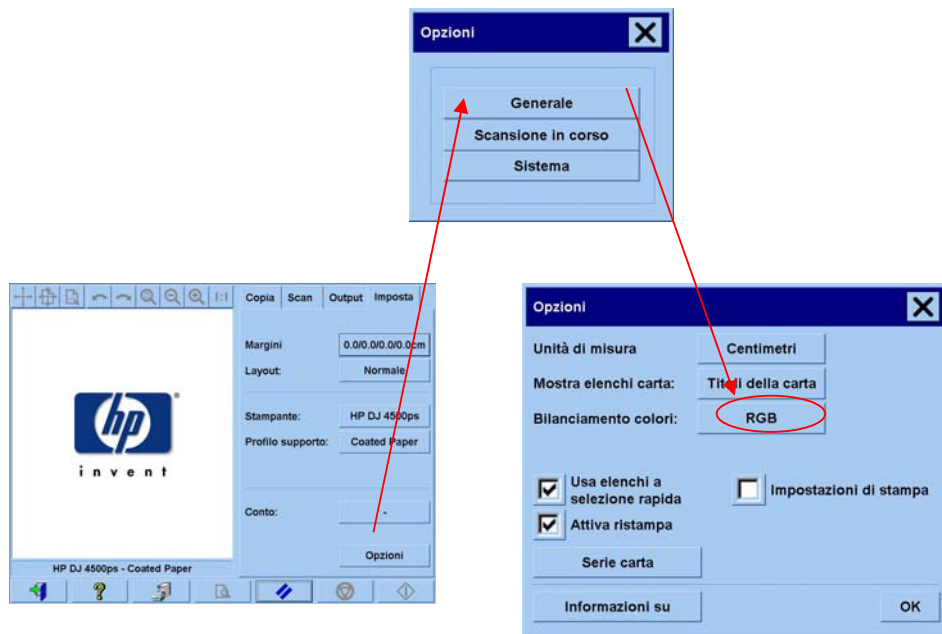 Opzioni
Generale
Scansione in corso
Sistema
1:1
Copia Scan Output Imposta
Margini 0.0/0.0/0.0/0.0cm
Layout: Normale
Stampante: HP DJ 4500ps
Profilo supporto: Coated Paper
Conto: -
Opzioni
hp
invent
HP DJ 4500ps - Coated Paper
?
Opzioni
Unità di misura Centimetri
Mostra elenchi carta: Titoli della carta
Bilanciamento colori: RGB
Usa elenchi a
selezione rapida
Impostazioni di stampa
Attiva ristampa
Serie carta
Informazioni su OK